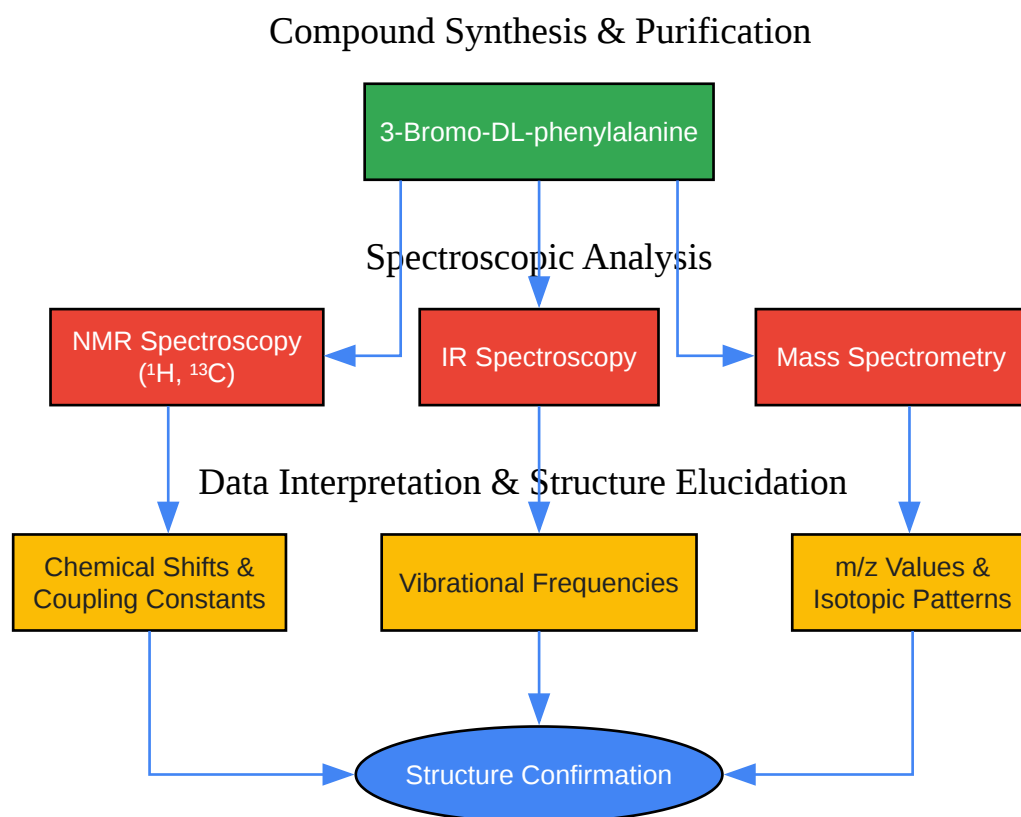 Compound Synthesis & Purification
3-Bromo-DL-phenylalanine
Spectroscopic Analysis
NMR Spectroscopy
(¹H, ¹³C)
IR Spectroscopy
Mass Spectrometry
Data Interpretation & Structure Elucidation
Chemical Shifts &
Coupling Constants
Vibrational Frequencies
m/z Values &
Isotopic Patterns
Structure Confirmation